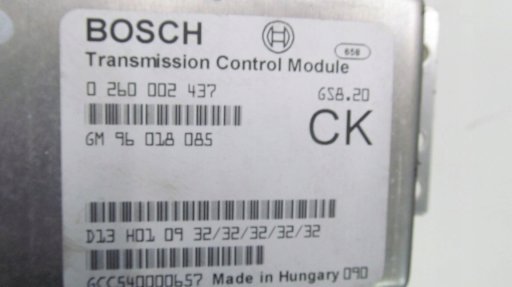 BOSCH
658
Transmission Control Module
0 260 002 437
GS8.20
GM 96 018 085
CK
D13 H01 09 32/32/32/32/32
GCC540000657 Made in Hungary 090